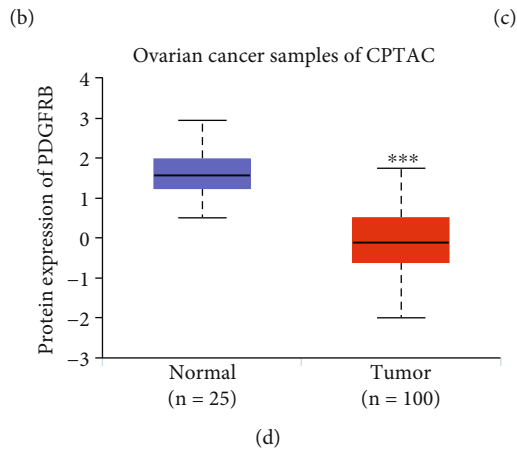 (b)
(c)
Ovarian cancer samples of CPTAC
Protein expression of PDGFRB
4
3
2
1
0
−1
−2
−3
***
Normal
(n = 25)
Tumor
(n = 100)
(d)